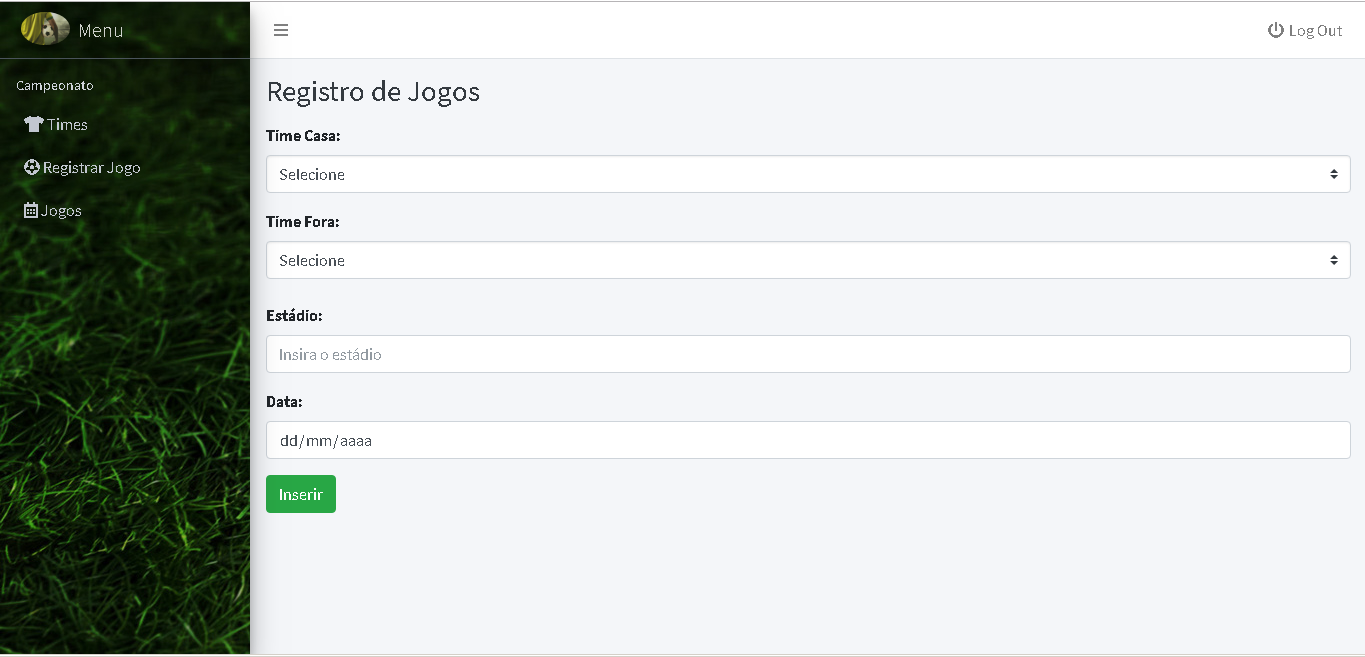 Menu
Log Out
Campeonato
Times
Registrar Jogo
Jogos
Registro de Jogos
Time Casa:
Selecione
Time Fora:
Selecione
Estádio:
Insira o estádio
Data:
dd/mm/aaaa
Inserir